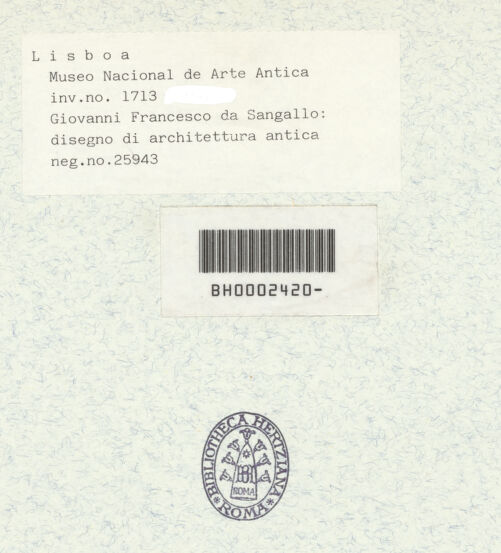 L i s b o a
Museo Nacional de Arte Antica
inv.no. 1713
Giovanni Francesco da Sangallo:
disegno di architettura antica
neg.no.25943
BH0002420-
BIBLIOTHECA HERTZIANA
ROMA
ROMA